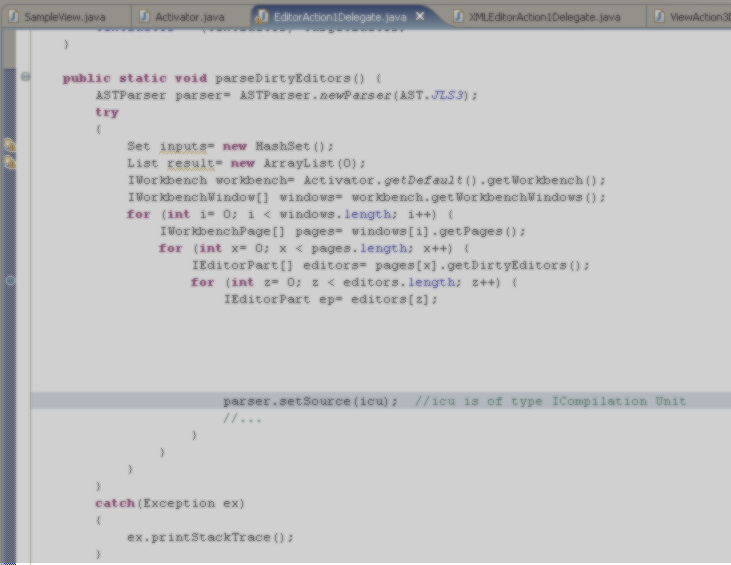 SampleView.java Activator.java EditorAction1Delegate.java XMLEditorAction1Delegate.java
}
public static void parseDirtyEditors() {
ASTParser parser= ASTParser.newParser(AST.JLS3);
try
{
Set inputs= new HashSet();
List result= new ArrayList(0);
IWorkbench workbench= Activator.getDefault().getWorkbench();
IWorkbenchWindow[] windows= workbench.getWorkbenchWindows();
for (int i= 0; i < windows.length; i++) {
IWorkbenchPage[] pages= windows[i].getPages();
for (int x= 0; x < pages.length; x++) {
IEditorPart[] editors= pages[x].getDirtyEditors();
for (int z= 0; z < editors.length; z++) {
IEditorPart ep= editors[z];
parser.setSource(icu); //icu is of type ICompilation Unit
//...
}
}
}
}
catch(Exception ex)
{
ex.printStackTrace();
}